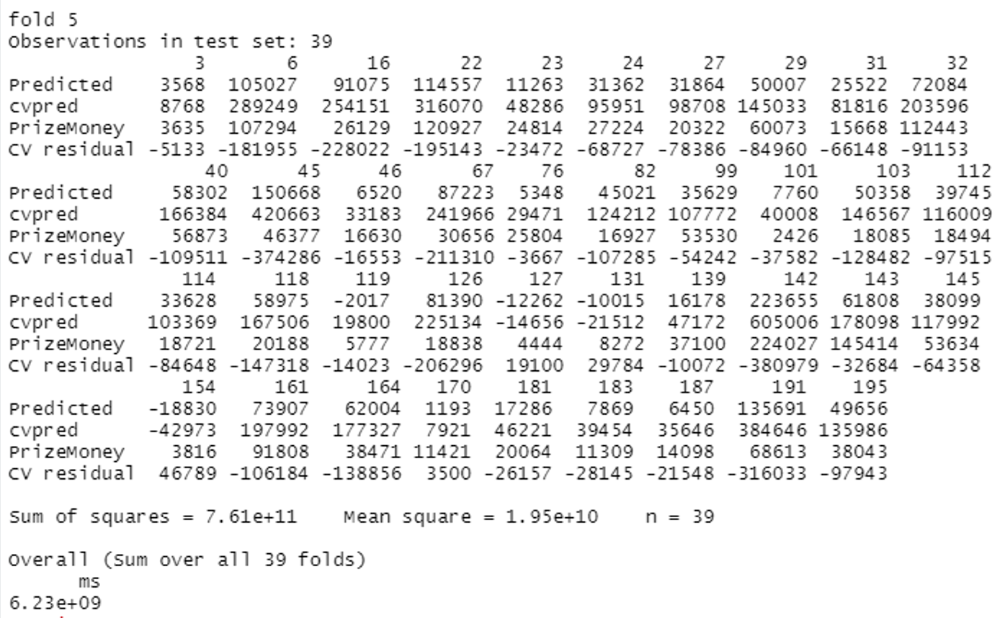 fold 5
Observations in test set: 39
3 6 16 22 23 24 27 29 31 32
Predicted 3568 105027 91075 114557 11263 31362 31864 50007 25522 72084
cvpred 8768 289249 254151 316070 48286 95951 98708 145033 81816 203596
PrizeMoney 3635 107294 26129 120927 24814 27224 20322 60073 15668 112443
CV residual -5133 -181955 -228022 -195143 -23472 -68727 -78386 -84960 -66148 -91153
40 45 46 67 76 82 99 101 103 112
Predicted 58302 150668 6520 87223 5348 45021 35629 7760 50358 39745
cvpred 166384 420663 33183 241966 29471 124212 107772 40008 146567 116009
PrizeMoney 56873 46377 16630 30656 25804 16927 53530 2426 18085 18494
CV residual -109511 -374286 -16553 -211310 -3667 -107285 -54242 -37582 -128482 -97515
114 118 119 126 127 131 139 142 143 145
Predicted 33628 58975 -2017 81390 -12262 -10015 16178 223655 61808 38099
cvpred 103369 167506 19800 225134 -14656 -21512 47172 605006 178098 117992
PrizeMoney 18721 20188 5777 18838 4444 8272 37100 224027 145414 53634
CV residual -84648 -147318 -14023 -206296 19100 29784 -10072 -380979 -32684 -64358
154 161 164 170 181 183 187 191 195
Predicted -18830 73907 62004 1193 17286 7869 6450 135691 49656
cvpred -42973 197992 177327 7921 46221 39454 35646 384646 135986
PrizeMoney 3816 91808 38471 11421 20064 11309 14098 68613 38043
CV residual 46789 -106184 -138856 3500 -26157 -28145 -21548 -316033 -97943
Sum of squares = 7.61e+11 Mean square = 1.95e+10 n = 39
Overall (Sum over all 39 folds)
ms
6.23e+09